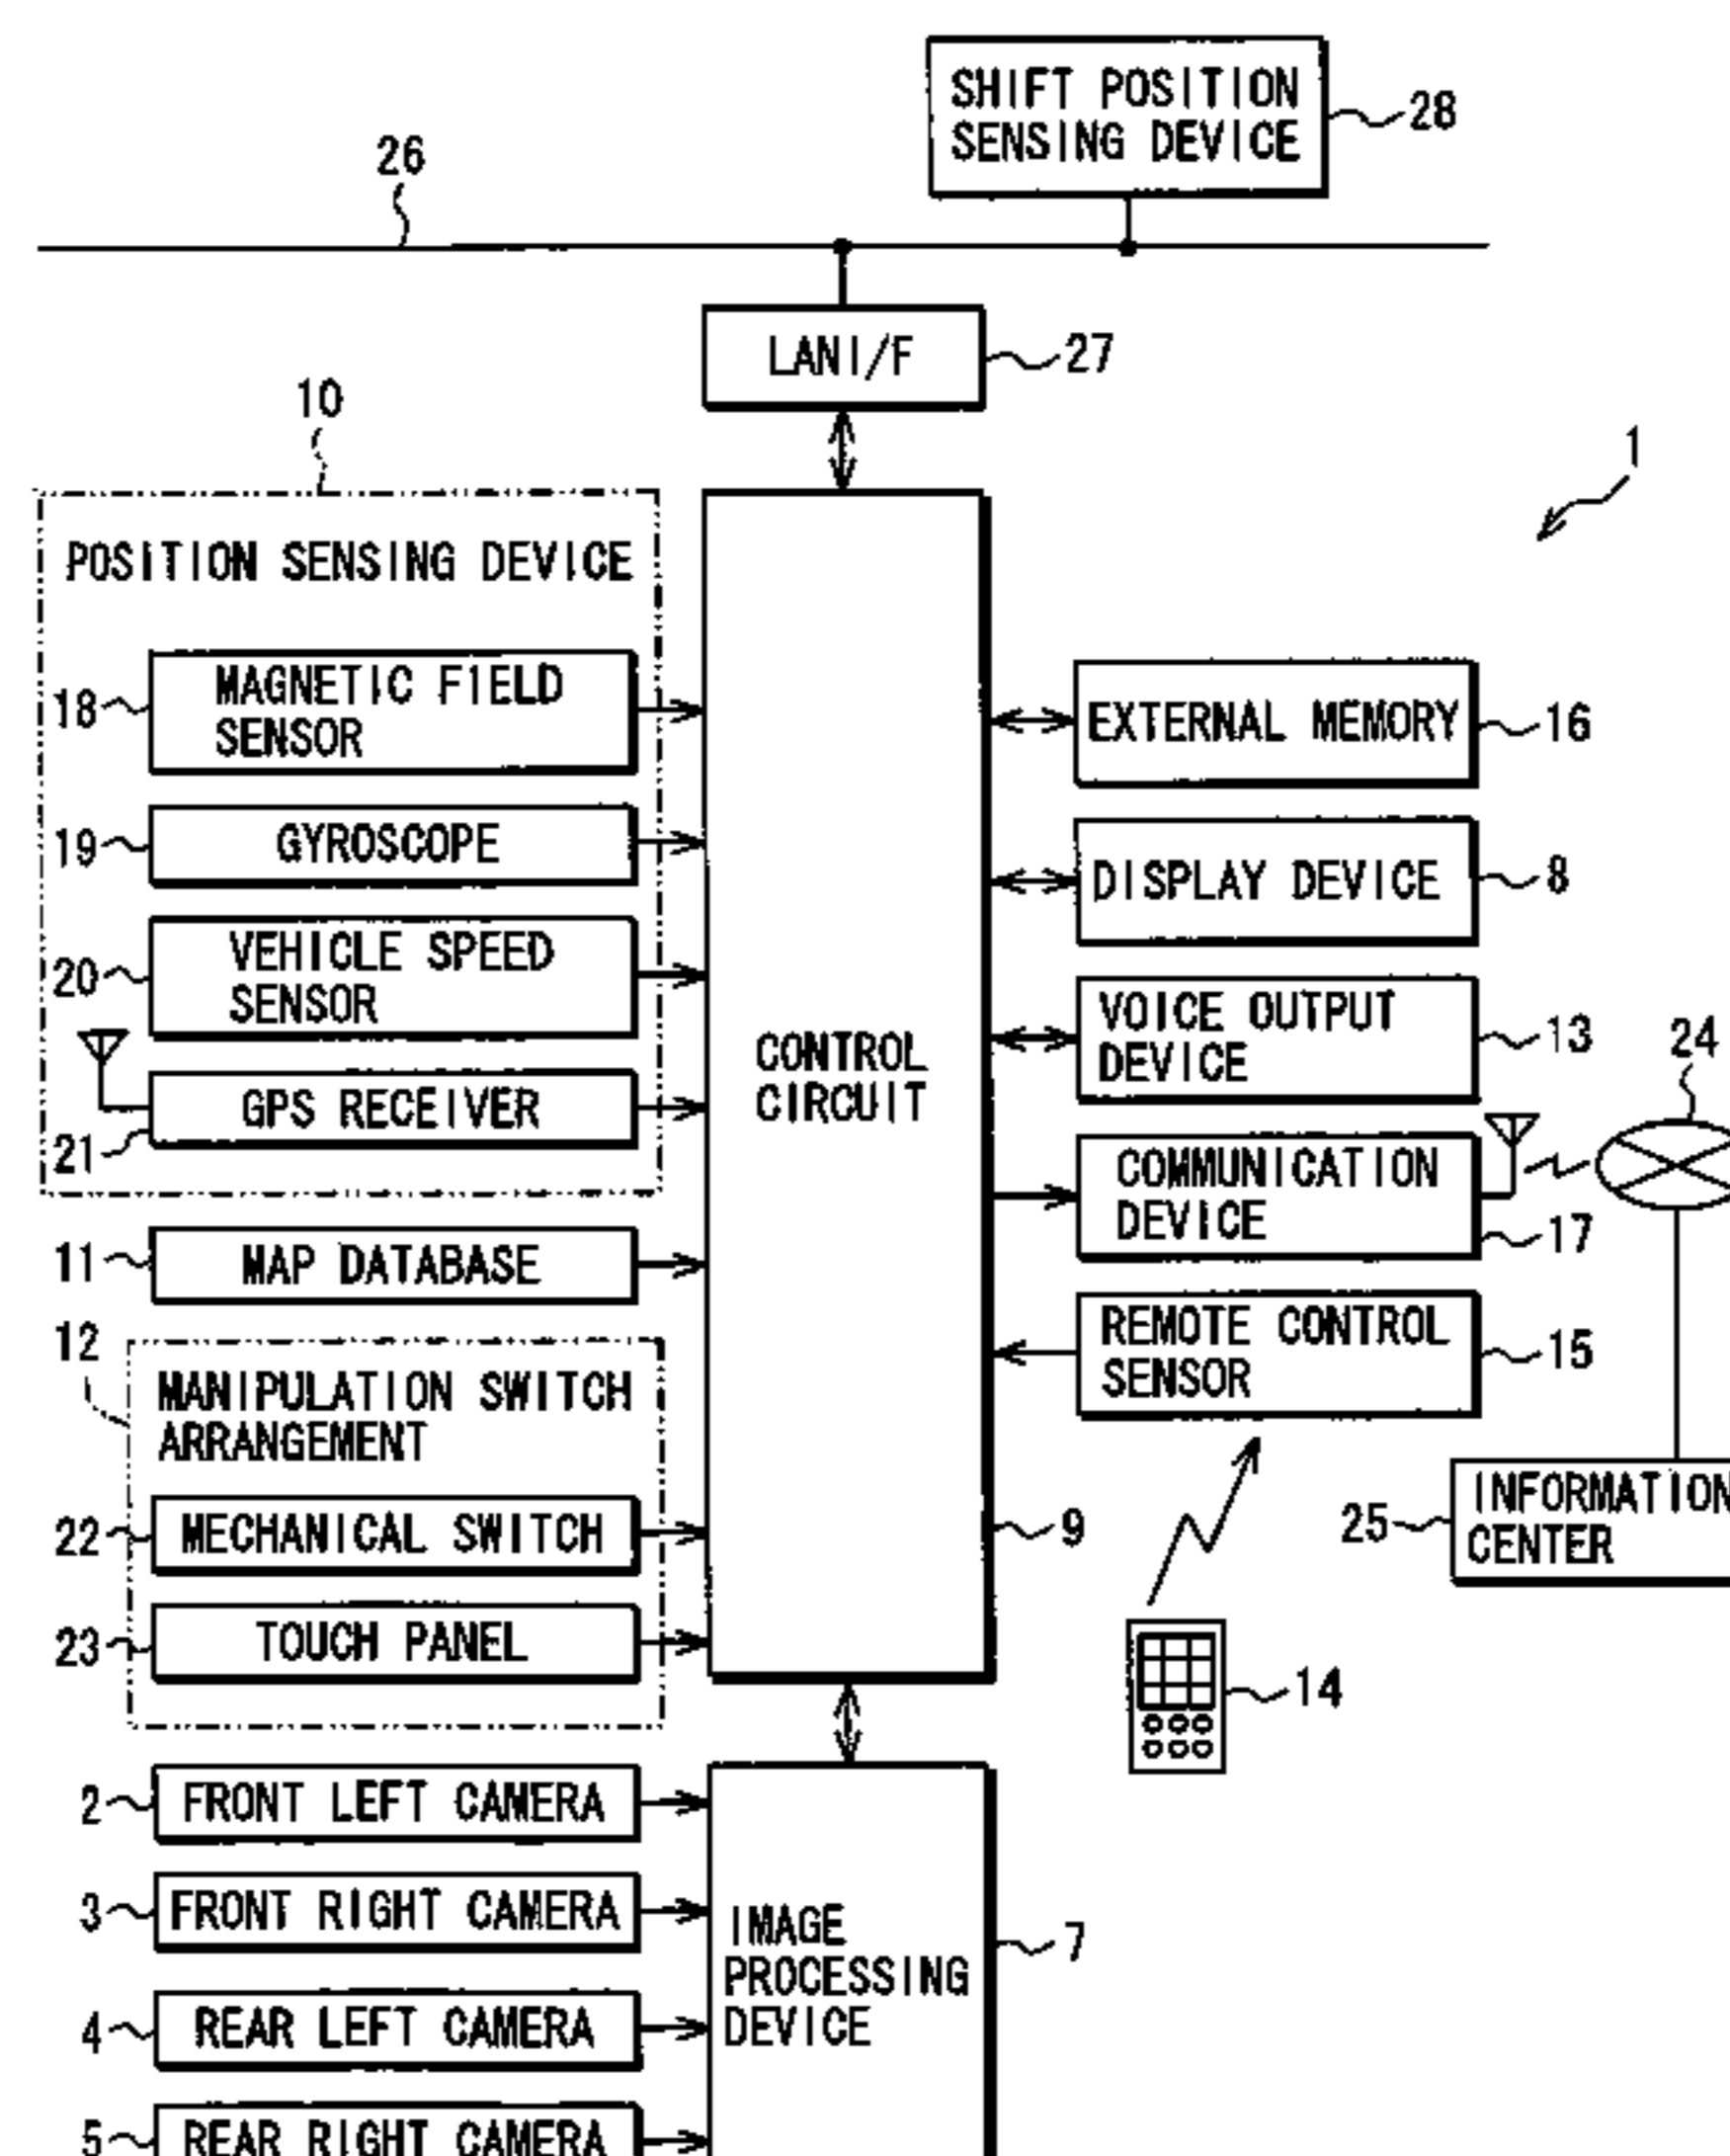 SHIFT POSITION
SENSING DEVICE
28
26
LANI/F
27
10
1
POSITION SENSING DEVICE
MAGNETIC FIELD
SENSOR
18
EXTERNAL MEMORY
16
19
GYROSCOPE
DISPLAY DEVICE
8
VEHICLE SPEED
SENSOR
20
VOICE OUTPUT
DEVICE
13
24
CONTROL
CIRCUIT
GPS RECEIVER
21
COMMUNICATION
DEVICE
17
11
MAP DATABASE
12
REMOTE CONTROL
SENSOR
15
MANIPULATION SWITCH
ARRANGEMENT
22
MECHANICAL SWITCH
9
25
INFORMATION
CENTER
23
TOUCH PANEL
14
2
FRONT LEFT CAMERA
3
FRONT RIGHT CAMERA
IMAGE
PROCESSING
DEVICE
7
4
REAR LEFT CAMERA
5
REAR RIGHT CAMERA